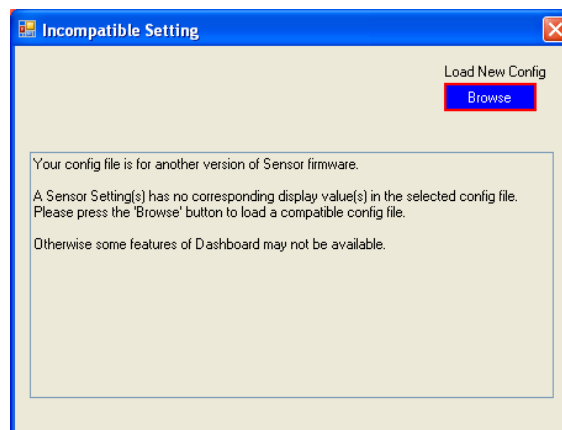 Incompatible Setting
Load New Config
Browse
Your config file is for another version of Sensor firmware.
A Sensor Setting(s) has no corresponding display value(s) in the selected config file.
Please press the 'Browse' button to load a compatible config file.
Otherwise some features of Dashboard may not be available.